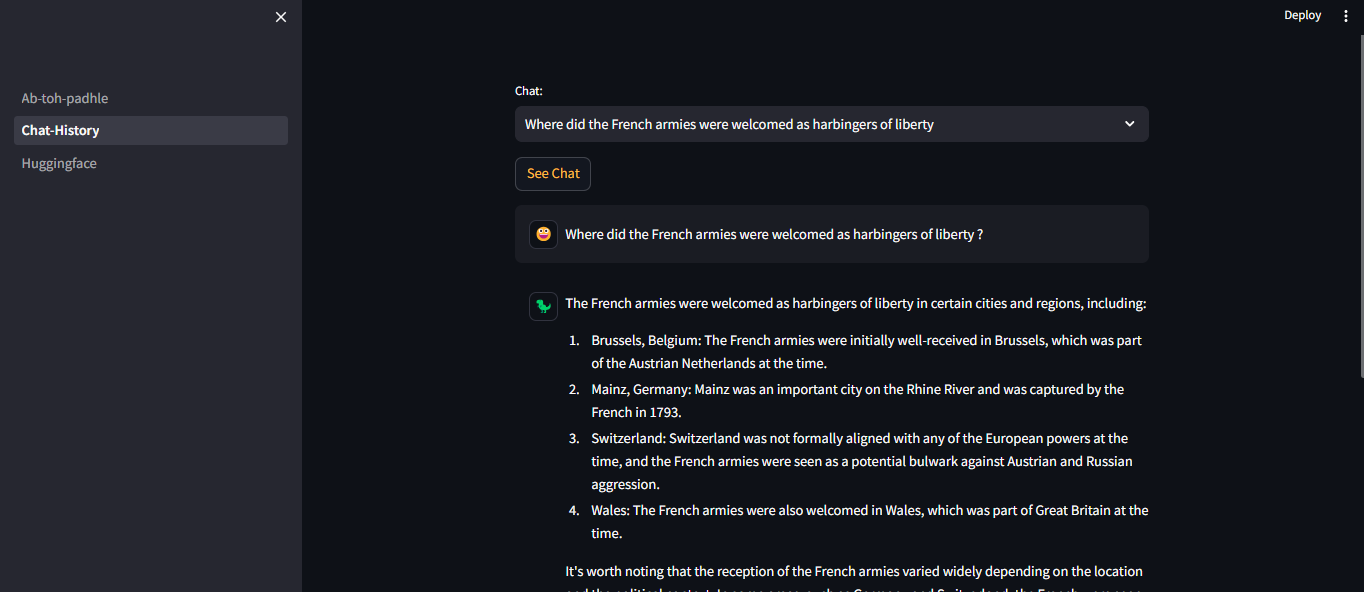 Deploy
Ab-toh-padhle
Chat-History
Huggingface
Chat:
Where did the French armies were welcomed as harbingers of liberty
See Chat
Where did the French armies were welcomed as harbingers of liberty ?
The French armies were welcomed as harbingers of liberty in certain cities and regions, including:
1. Brussels, Belgium: The French armies were initially well-received in Brussels, which was part
of the Austrian Netherlands at the time.
2. Mainz, Germany: Mainz was an important city on the Rhine River and was captured by the
French in 1793.
3. Switzerland: Switzerland was not formally aligned with any of the European powers at the
time, and the French armies were seen as a potential bulwark against Austrian and Russian
aggression.
4. Wales: The French armies were also welcomed in Wales, which was part of Great Britain at the
time.
It's worth noting that the reception of the French armies varied widely depending on the location